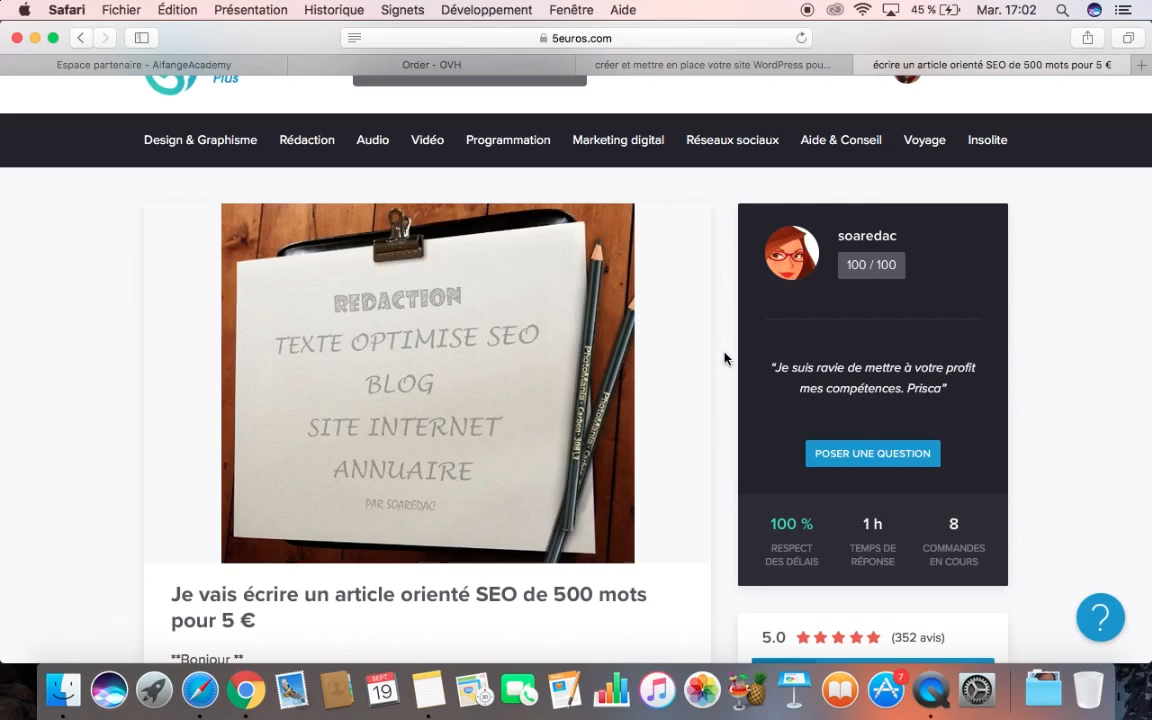 Safari Fichier Édition Présentation Historique Signets Développement Fenêtre Aide 45 % Mar. 17:02
5euros.com
Espace partenaire - AlfangeAcademy
Order - OVH
créer et mettre en place votre site WordPress pou...
écrire un article orienté SEO de 500 mots pour 5 €
Plus
Design & Graphisme Rédaction Audio Vidéo Programmation Marketing digital Réseaux sociaux Aide & Conseil Voyage Insolite
REDACTION
TEXTE OPTIMISE SEO
BLOG
SITE INTERNET
ANNUAIRE
PAR SOAREDAC
soaredac
100 / 100
"Je suis ravie de mettre à votre profit
mes compétences. Prisca"
POSER UNE QUESTION
100 % 1 h 8
RESPECT DES DÉLAIS
TEMPS DE RÉPONSE
COMMANDES EN COURS
Je vais écrire un article orienté SEO de 500 mots
pour 5 €
5.0 (352 avis)
**Bonjour **
?
SEPT.
19
7